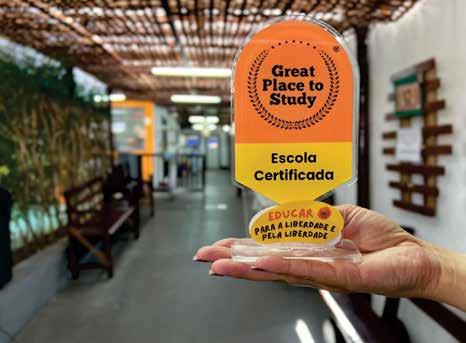 Great
Place to
Study
®
Escola
Certificada
EDUCAR
PARA A LIBERDADE E
PELA LIBERDADE